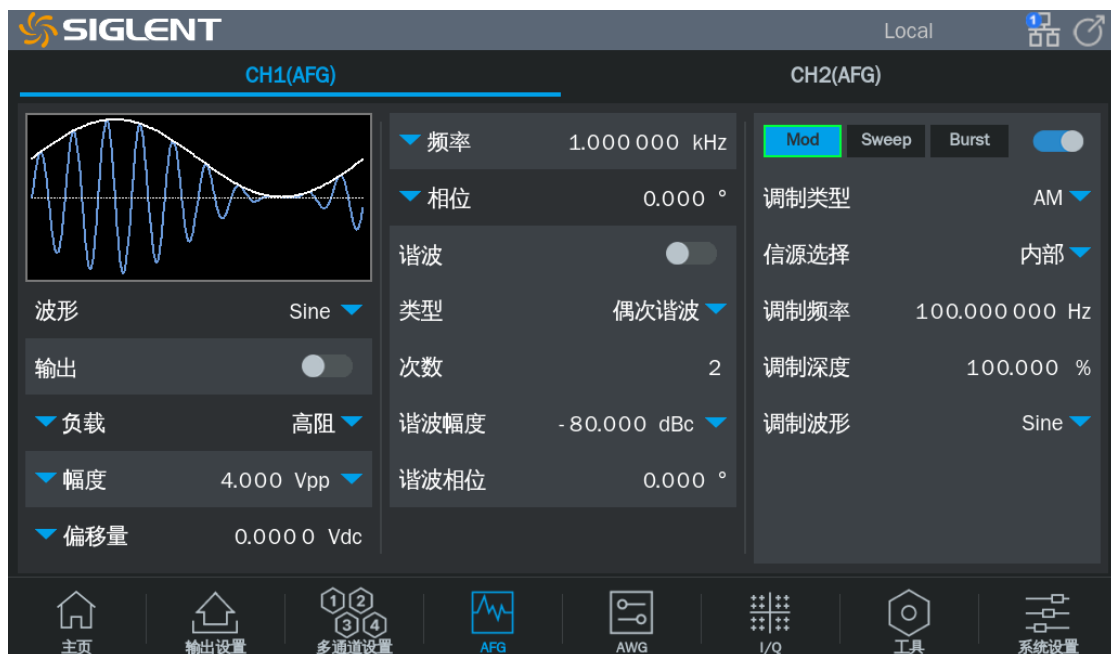 SIGLENT
Local
1
CH1(AFG)
CH2(AFG)
波形 Sine
输出
负载 高阻
幅度 4.000 Vpp
偏移量 0.0000 Vdc
频率 1.000 000 kHz
相位 0.000 °
谐波
类型 偶次谐波
次数 2
谐波幅度 -80.000 dBc
谐波相位 0.000 °
Mod Sweep Burst
调制类型 AM
信源选择 内部
调制频率 100.000 000 Hz
调制深度 100.000 %
调制波形 Sine
1 2
3 4
主页 输出设置 多通道设置 AFG AWG I/Q 工具 系统设置